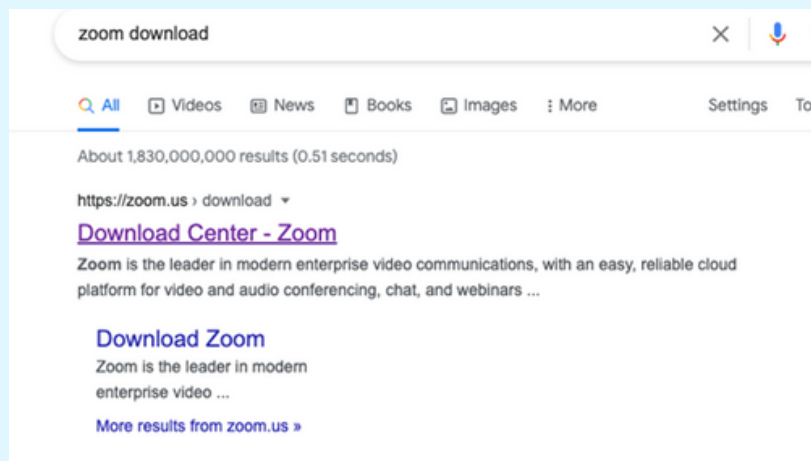 zoom download
All Videos News Books Images More Settings
About 1,830,000,000 results (0.51 seconds)
https://zoom.us › download
Download Center - Zoom
Zoom is the leader in modern enterprise video communications, with an easy, reliable cloud
platform for video and audio conferencing, chat, and webinars ...
Download Zoom
Zoom is the leader in modern
enterprise video ...
More results from zoom.us »